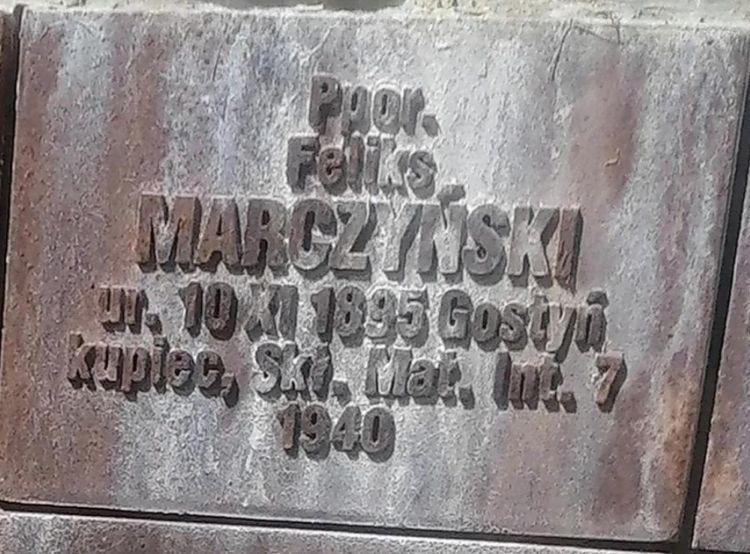 Ppor.
Feliks
MARCZYŃSKI
ur. 10 XI 1895 Gostyń
kupiec, Skł. Mat. Int. 7
1940